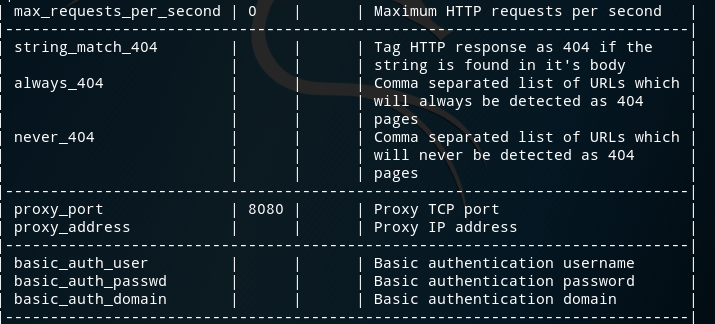 | max_requests_per_second | 0 | | Maximum HTTP requests per second |
|-----------------------------------------------------------------------------|
| string_match_404 | | | Tag HTTP response as 404 if the |
| | | | string is found in it's body |
| always_404 | | | Comma separated list of URLs which |
| | | | will always be detected as 404 |
| | | | pages |
| never_404 | | | Comma separated list of URLs which |
| | | | will never be detected as 404 |
| | | | pages |
|-----------------------------------------------------------------------------|
| proxy_port | 8080 | | Proxy TCP port |
| proxy_address | | | Proxy IP address |
|-----------------------------------------------------------------------------|
| basic_auth_user | | | Basic authentication username |
| basic_auth_passwd | | | Basic authentication password |
| basic_auth_domain | | | Basic authentication domain |
|-----------------------------------------------------------------------------|